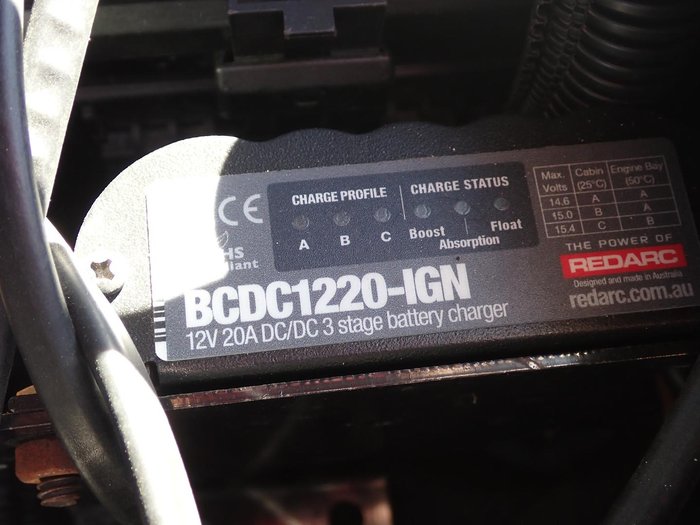 CE
HS
liant
CHARGE PROFILE
A B C
CHARGE STATUS
Boost
Absorption
Float
BCDC1220-IGN
12V 20A DC/DC 3 stage battery charger
Max. Volts Cabin (25°C) Engine Bay (50°C)
14.6 A A
15.0 B A
15.4 C B
THE POWER OF
REDARC
Designed and made in Australia
redarc.com.au